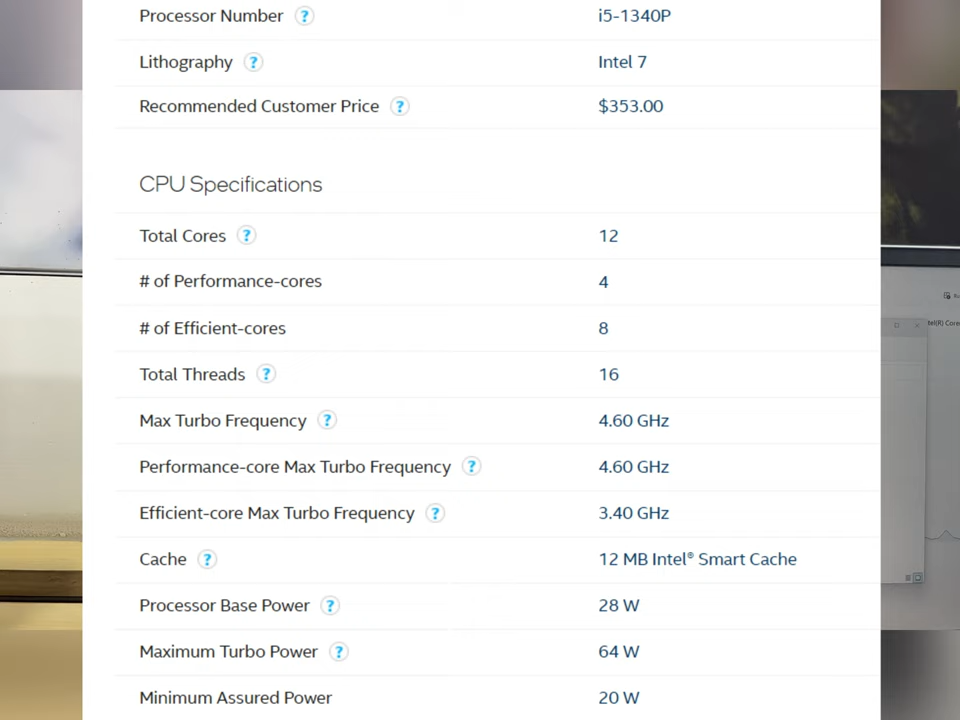 Processor Number ? i5-1340P
Lithography ? Intel 7
Recommended Customer Price ? $353.00
CPU Specifications
Total Cores ? 12
# of Performance-cores 4
# of Efficient-cores 8
Total Threads ? 16
Max Turbo Frequency ? 4.60 GHz
Performance-core Max Turbo Frequency ? 4.60 GHz
Efficient-core Max Turbo Frequency ? 3.40 GHz
Cache ? 12 MB Intel® Smart Cache
Processor Base Power ? 28 W
Maximum Turbo Power ? 64 W
Minimum Assured Power 20 W
tel(R) Core